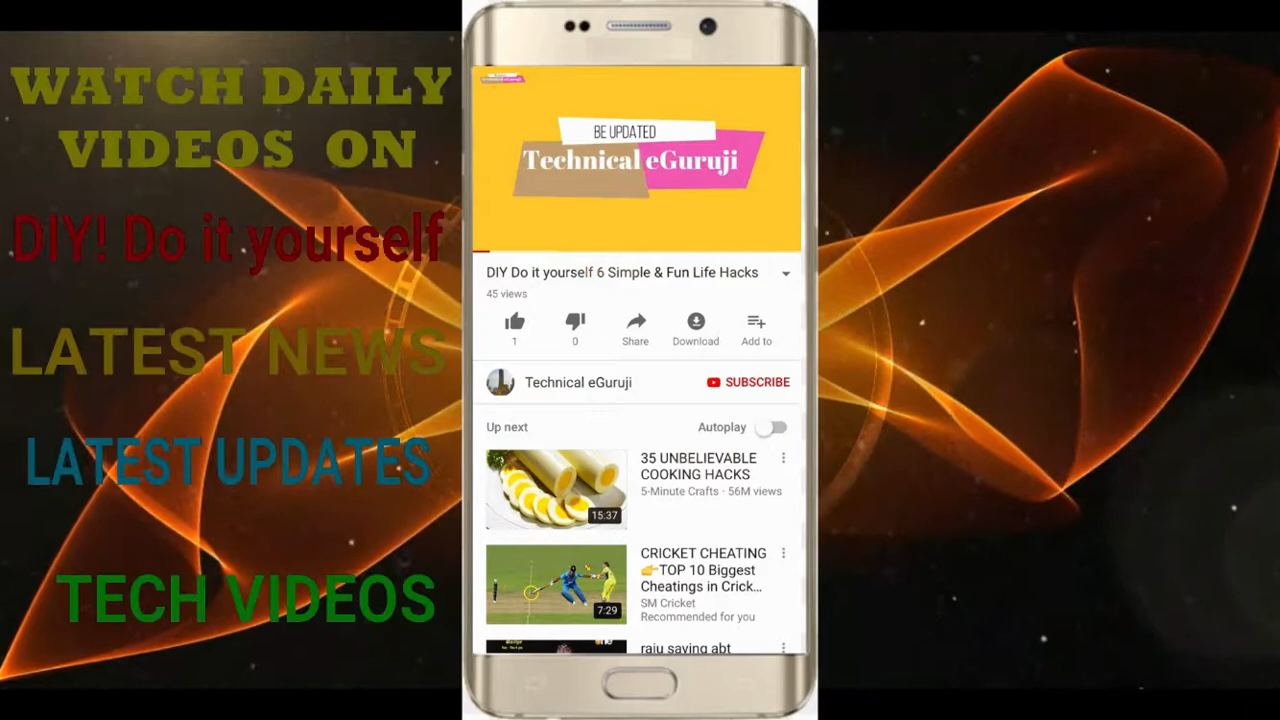 WATCH DAILY
VIDEOS ON
DIY! Do it yourself
LATEST NEWS
LATEST UPDATES
TECH VIDEOS
BE UPDATED
Technical eGuruji
DIY Do it yourself 6 Simple & Fun Life Hacks
45 views
1
0
Share
Download
Add to
Technical eGuruji
SUBSCRIBE
Up next
Autoplay
35 UNBELIEVABLE
COOKING HACKS
5-Minute Crafts · 56M views
15:37
CRICKET CHEATING
👉TOP 10 Biggest
Cheatings in Crick...
SM Cricket
Recommended for you
7:29
raju saying abt